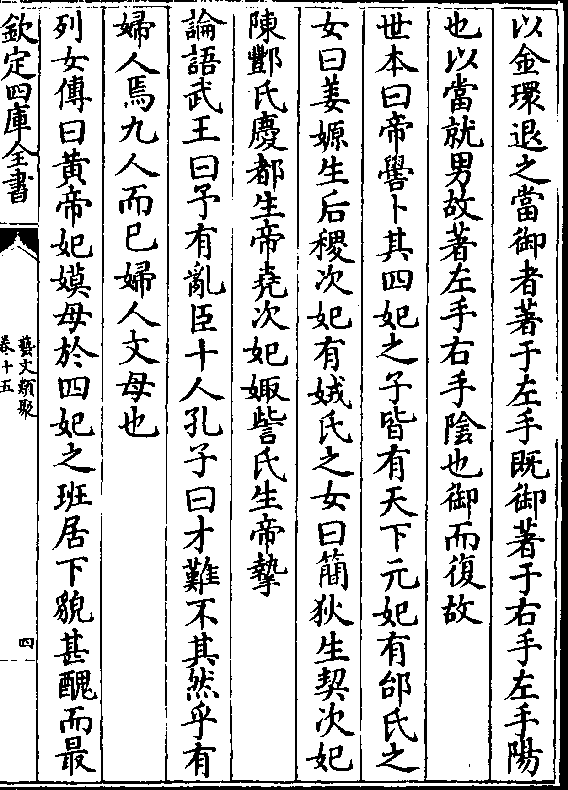 以金環退之當御者著于左手既御著于右手左手陽
也以當就男故著左手右手陰也御而復故
世本曰帝嚳卜其四妃之子皆有天下元妃有邰氏之
女曰姜嫄生后稷次妃有娀氏之女曰簡狄生契次妃
陳酆氏慶都生帝堯次妃娵訾氏生帝摯
論語武王曰予有亂臣十人孔子曰才難不其然乎有
婦人焉九人而已婦人文母也
列女傳曰黃帝妃嫫母於四妃之班居下貌甚醜而最
欽定四庫全書
藝文類聚
卷十五
四